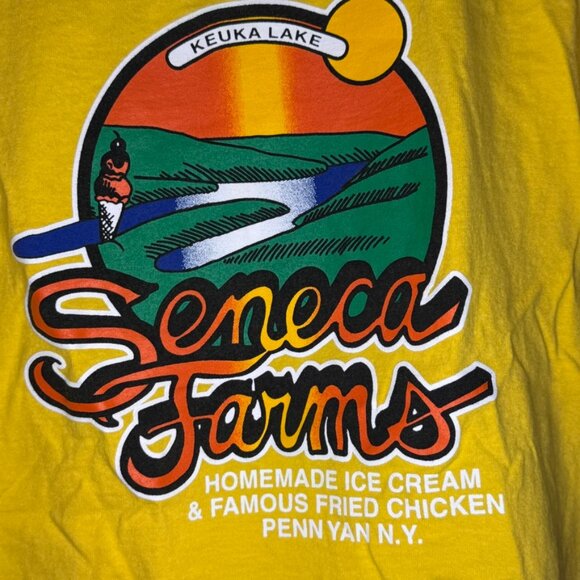 KEUKA LAKE
Seneca
Farms
HOMEMADE ICE CREAM
& FAMOUS FRIED CHICKEN
PENN YAN N.Y.